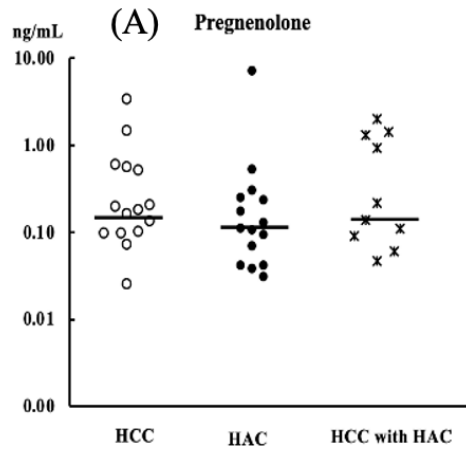 (A) Pregnenolone
ng/mL
10.00
1.00
0.10
0.01
0.00
HCC HAC HCC with HAC